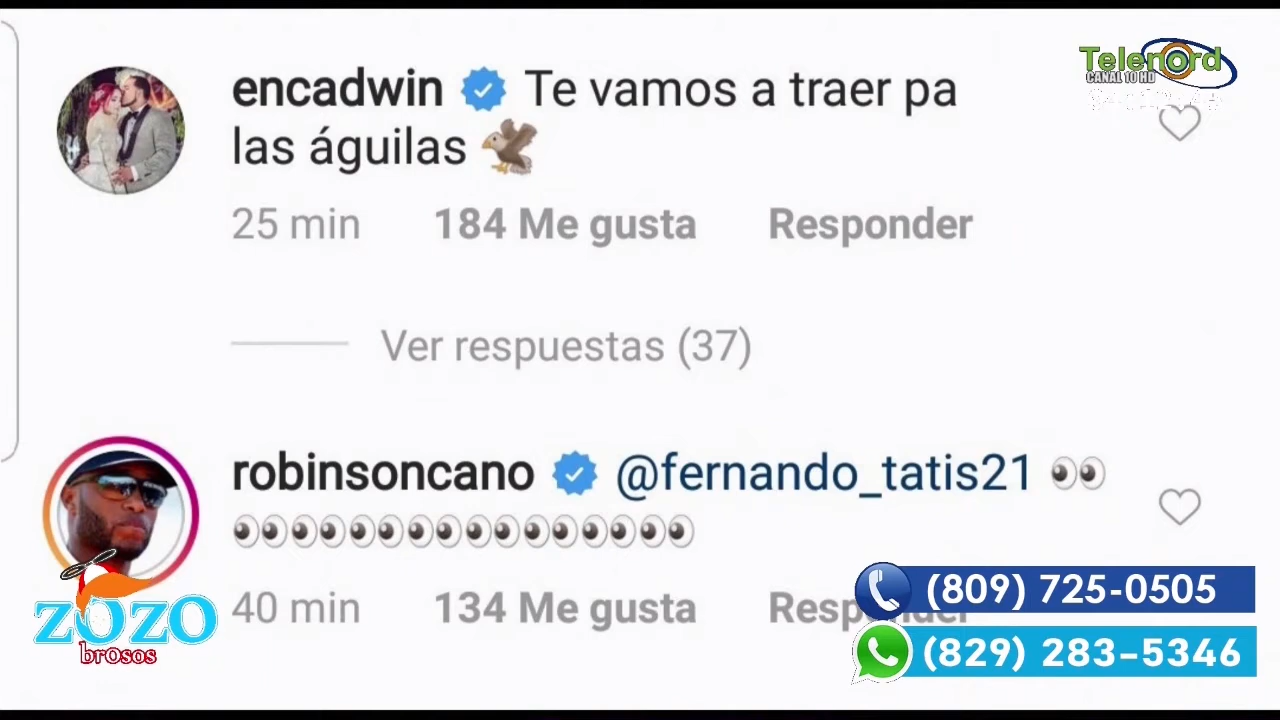 Telenord
CANAL 10 HD
encadwin Te vamos a traer pa
las águilas
25 min 184 Me gusta Responder
Ver respuestas (37)
robinsoncano @fernando_tatis21
40 min 134 Me gusta Responder
ZOZO
brosos
(809) 725-0505
(829) 283-5346